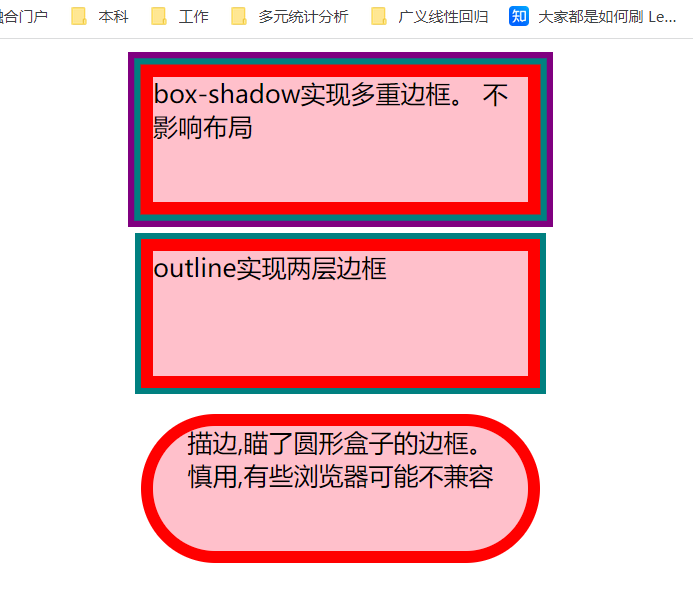 融合门户 本科 工作 多元统计分析 广义线性回归 知 大家都是如何刷 Le...
box-shadow实现多重边框。 不
影响布局
outline实现两层边框
描边,瞄了圆形盒子的边框。
慎用,有些浏览器可能不兼容